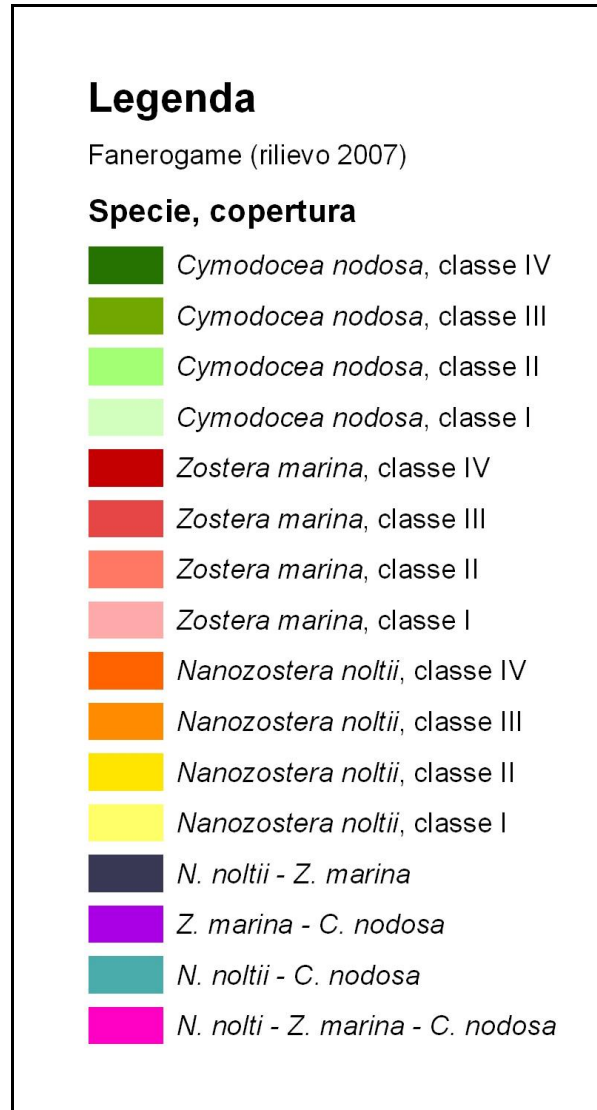 Legenda
Fanerogame (rilievo 2007)
Specie, copertura
Cymodocea nodosa, classe IV
Cymodocea nodosa, classe III
Cymodocea nodosa, classe II
Cymodocea nodosa, classe I
Zostera marina, classe IV
Zostera marina, classe III
Zostera marina, classe II
Zostera marina, classe I
Nanozostera noltii, classe IV
Nanozostera noltii, classe III
Nanozostera noltii, classe II
Nanozostera noltii, classe I
N. noltii - Z. marina
Z. marina - C. nodosa
N. noltii - C. nodosa
N. nolti - Z. marina - C. nodosa